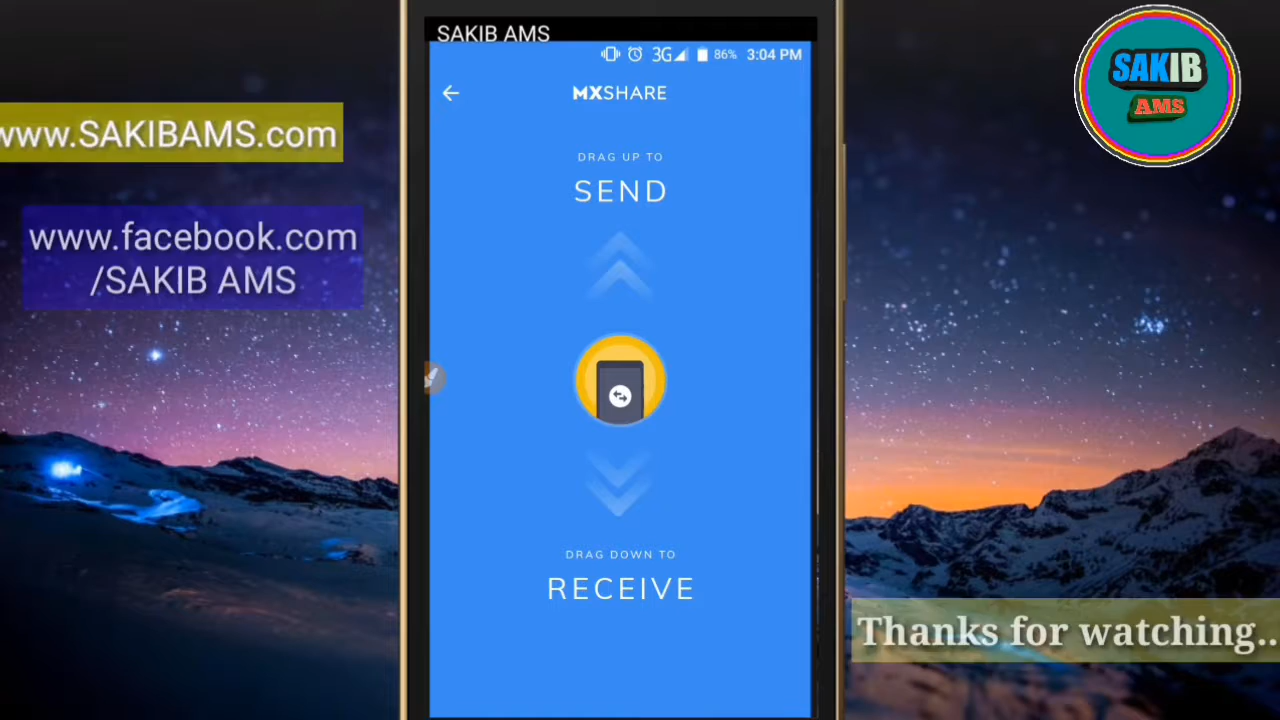 SAKIB AMS
3G 86% 3:04 PM
MXSHARE
DRAG UP TO
SEND
DRAG DOWN TO
RECEIVE
www.SAKIBAMS.com
www.facebook.com
/SAKIB AMS
SAKIB
AMS
Thanks for watching..